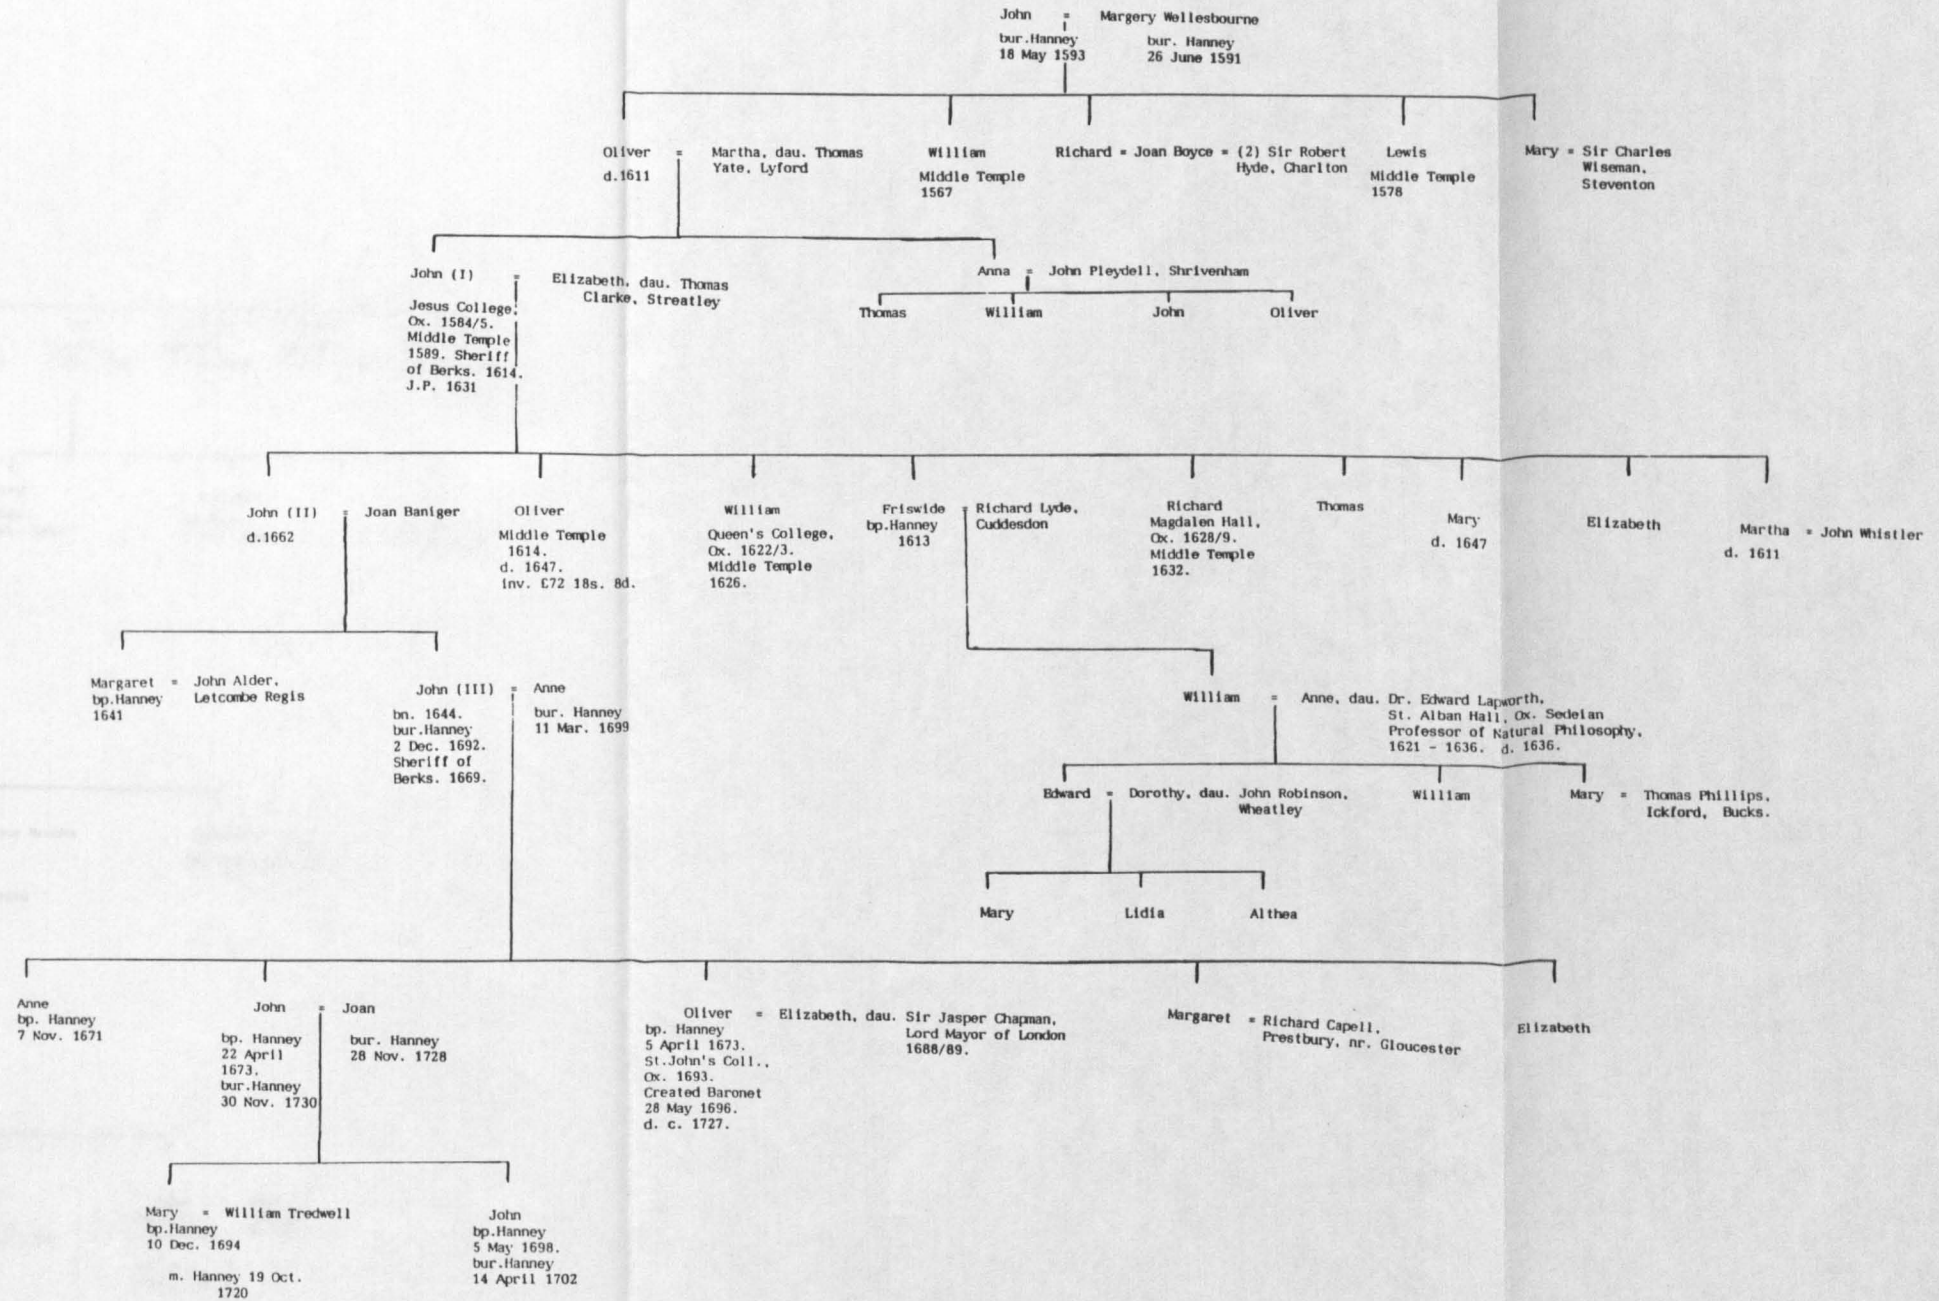 John = Margery Wellesbourne
bur.Hanney bur. Hanney
18 May 1593 26 June 1591
Oliver = Martha, dau. Thomas
Yate, Lyford
d.1611
William
Middle Temple
1567
Richard = Joan Boyce = (2) Sir Robert
Hyde, Charlton
Lewis
Middle Temple
1578
Mary = Sir Charles
Wiseman,
Steventon
John (I) = Elizabeth, dau. Thomas
Clarke, Streatley
Jesus College,
Ox. 1584/5.
Middle Temple
1589. Sheriff
of Berks. 1614.
J.P. 1631
Anna = John Pleydell, Shrivenham
Thomas William John Oliver
John (II) = Joan Baniger
d.1662
Oliver
Middle Temple
1614.
d. 1647.
inv. £72 18s. 8d.
William
Queen's College,
Ox. 1622/3.
Middle Temple
1626.
Friswide = Richard Lyde,
bp.Hanney Cuddesdon
1613
Richard
Magdalen Hall,
Ox. 1628/9.
Middle Temple
1632.
Thomas
Mary
d. 1647
Elizabeth
Martha = John Whistler
d. 1611
Margaret = John Alder,
bp.Hanney Letcombe Regis
1641
John (III) = Anne
bn. 1644.
bur.Hanney
2 Dec. 1692.
Sheriff of
Berks. 1669.
bur. Hanney
11 Mar. 1699
William = Anne, dau. Dr. Edward Lapworth,
St. Alban Hall, Ox. Sedeian
Professor of Natural Philosophy,
1621 - 1636. d. 1636.
Edward = Dorothy, dau. John Robinson,
Wheatley
William
Mary = Thomas Phillips,
Ickford, Bucks.
Mary Lidia Althea
Anne
bp. Hanney
7 Nov. 1671
John = Joan
bp. Hanney
22 April
1673.
bur.Hanney
30 Nov. 1730
bur. Hanney
28 Nov. 1728
Oliver = Elizabeth, dau. Sir Jasper Chapman,
Lord Mayor of London
1688/89.
bp. Hanney
5 April 1673.
St.John's Coll.,
Ox. 1693.
Created Baronet
28 May 1696.
d. c. 1727.
Margaret = Richard Capell,
Prestbury, nr. Gloucester
Elizabeth
Mary = William Tredwell
bp.Hanney
10 Dec. 1694
m. Hanney 19 Oct.
1720
John
bp.Hanney
5 May 1698.
bur.Hanney
14 April 1702